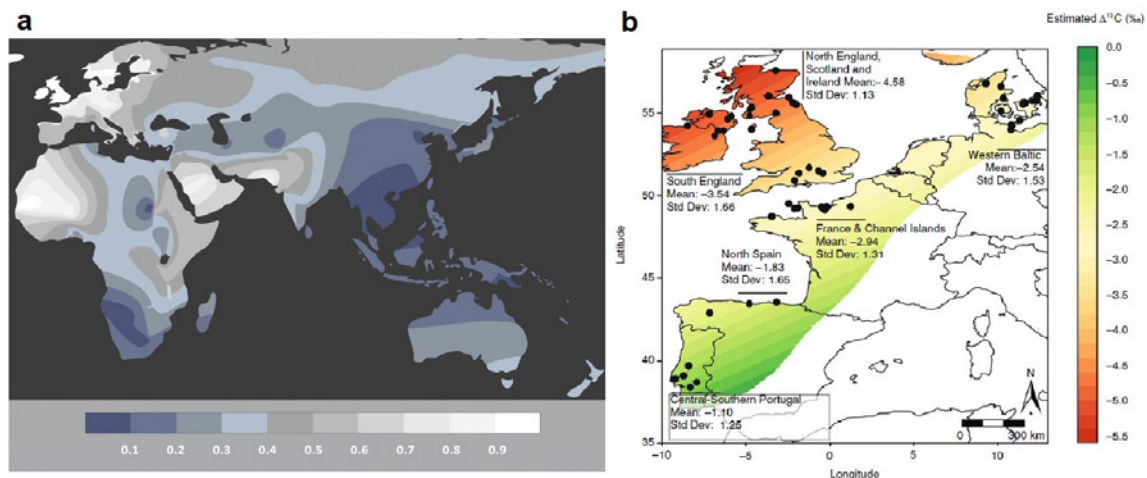 a
0.1 0.2 0.3 0.4 0.5 0.6 0.7 0.8 0.9
b
Estimated Δ¹³C (‰)
North England,
Scotland and
Ireland Mean:- 4.58
Std Dev: 1.13
Western Baltic
Mean:-2.54
Std Dev: 1.53
South England
Mean: -3.54
Std Dev: 1.66
France & Channel Islands
Mean: -2.94
Std Dev: 1.31
North Spain
Mean: -1.83
Std Dev: 1.65
Central-Southern Portugal
Mean: -1.10
Std Dev: 1.25
N
0 300 km
Latitude
55
50
45
40
35
-10 -5 0 5 10
Longitude
0.0
-0.5
-1.0
-1.5
-2.0
-2.5
-3.0
-3.5
-4.0
-4.5
-5.0
-5.5